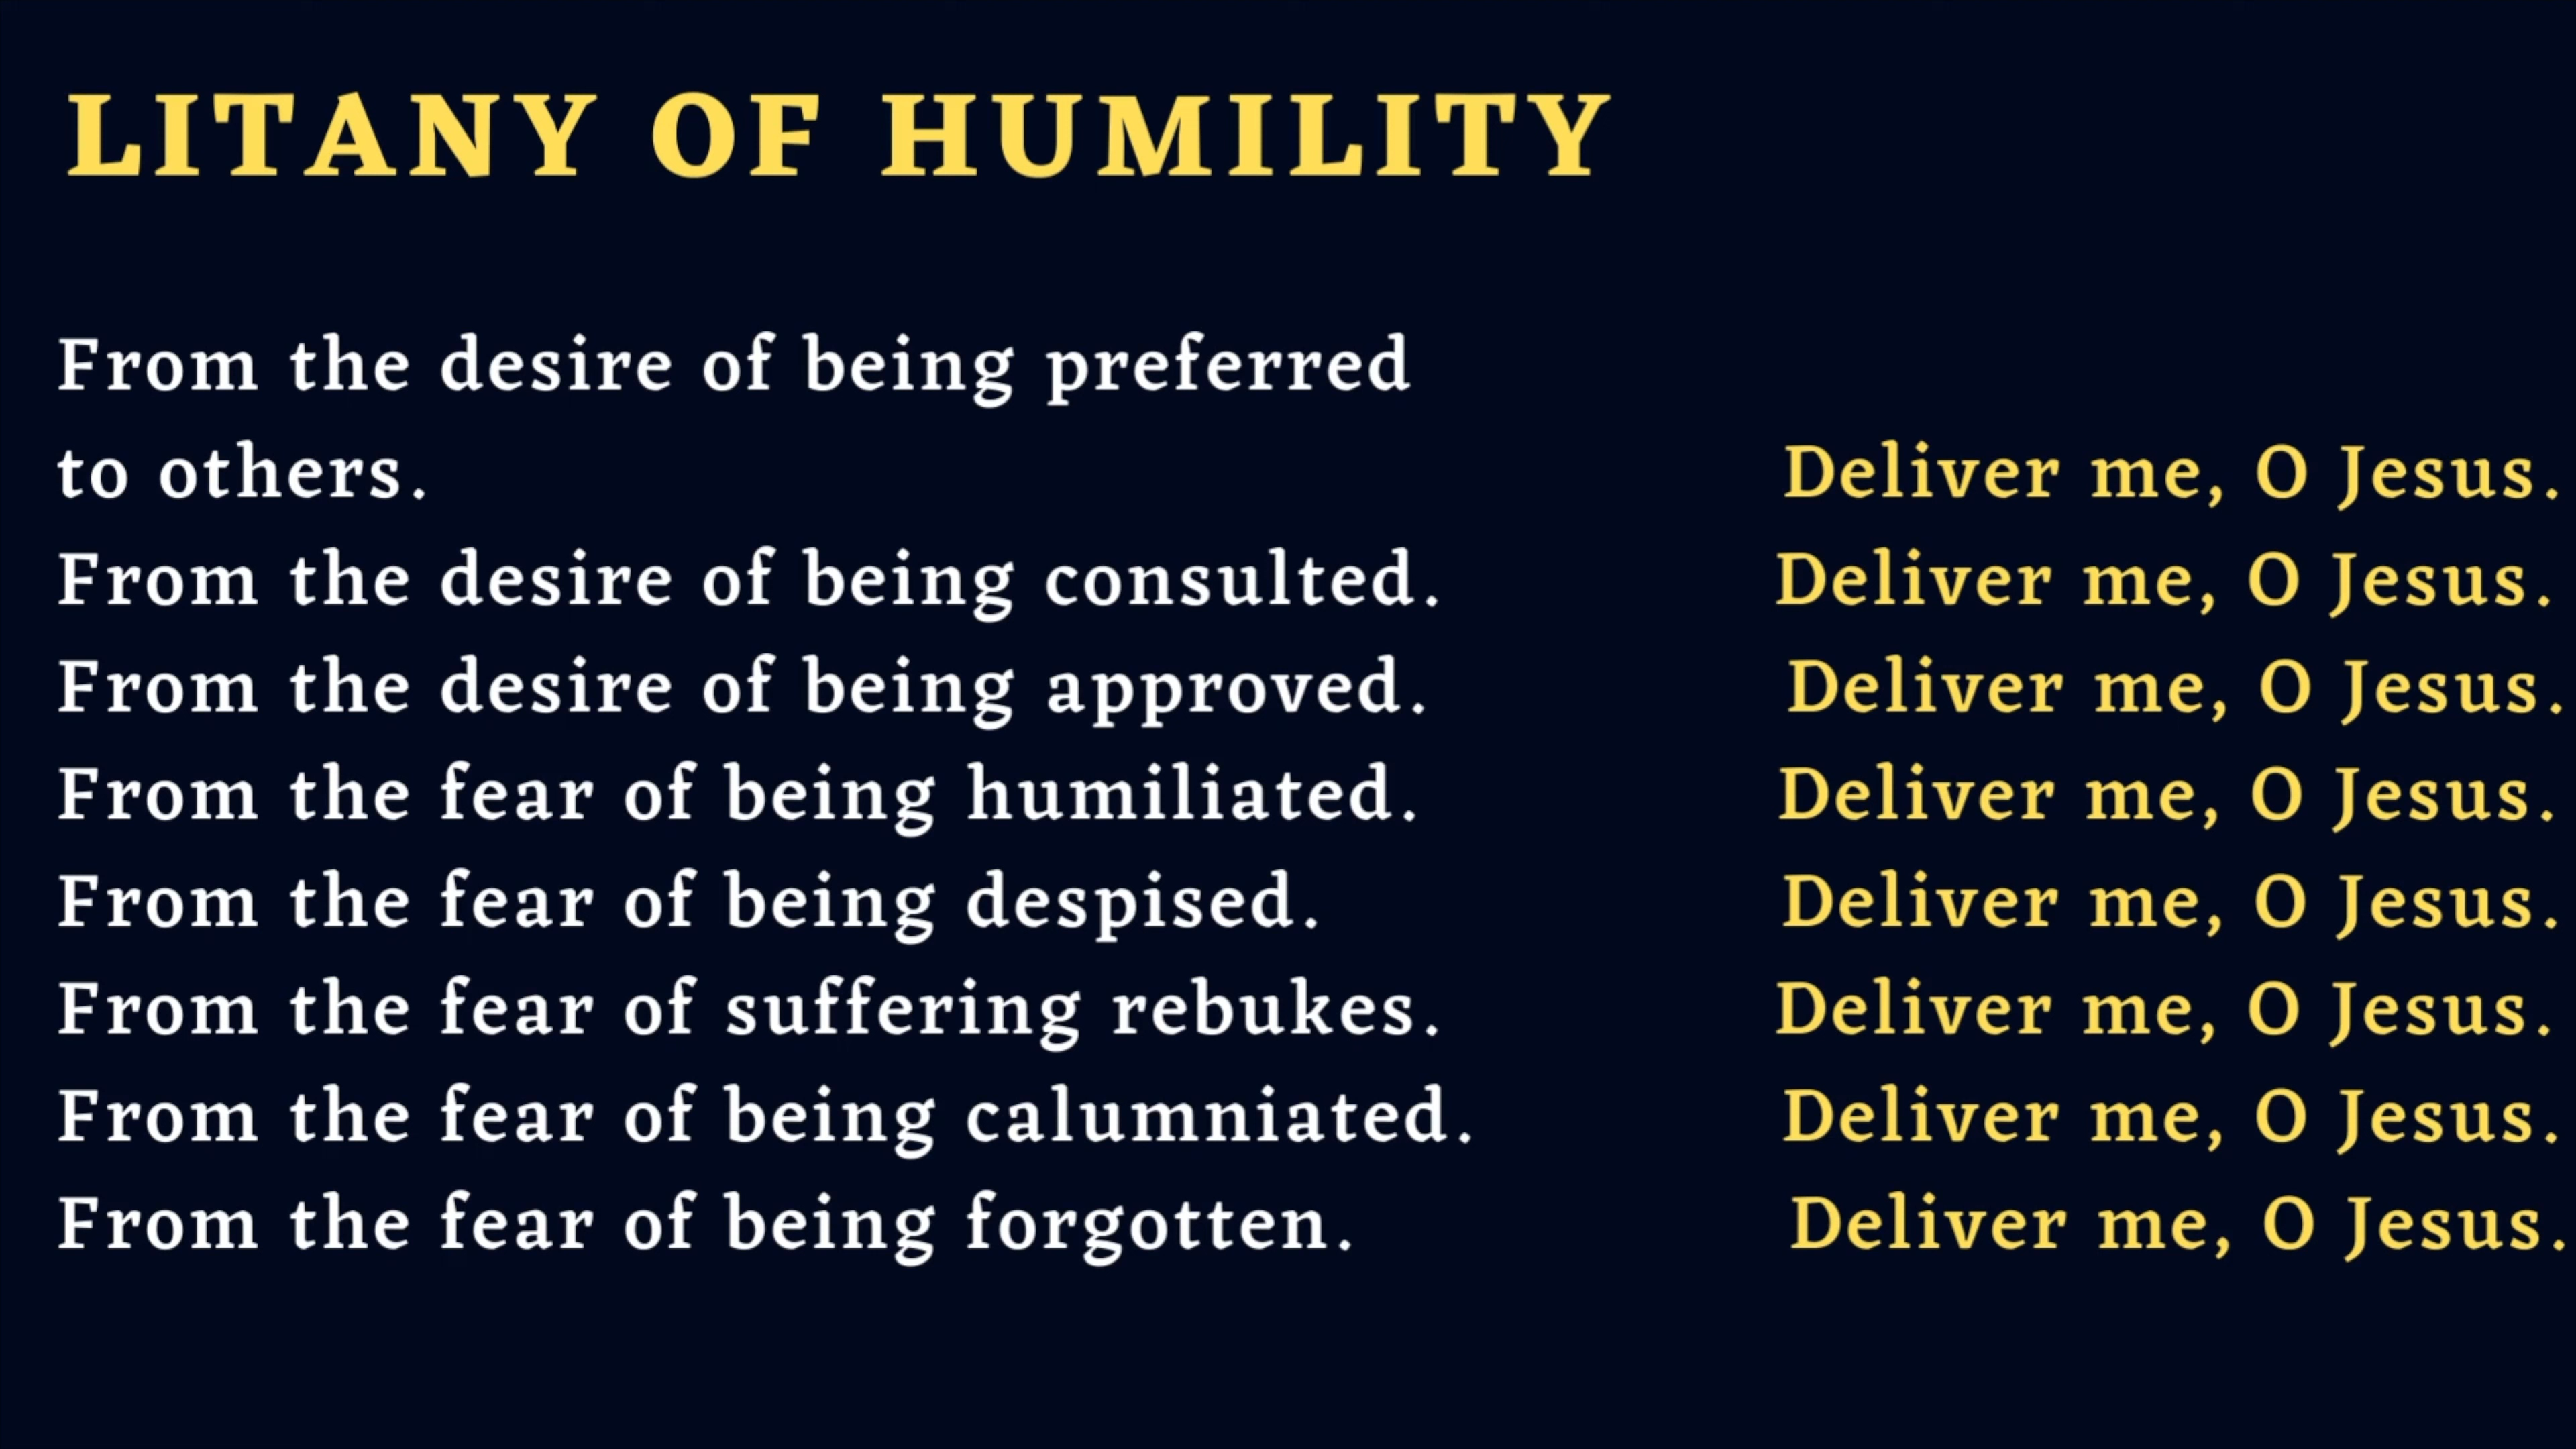 LITANY OF HUMILITY
From the desire of being preferred
to others. Deliver me, O Jesus.
From the desire of being consulted. Deliver me, O Jesus.
From the desire of being approved. Deliver me, O Jesus.
From the fear of being humiliated. Deliver me, O Jesus.
From the fear of being despised. Deliver me, O Jesus.
From the fear of suffering rebukes. Deliver me, O Jesus.
From the fear of being calumniated. Deliver me, O Jesus.
From the fear of being forgotten. Deliver me, O Jesus.